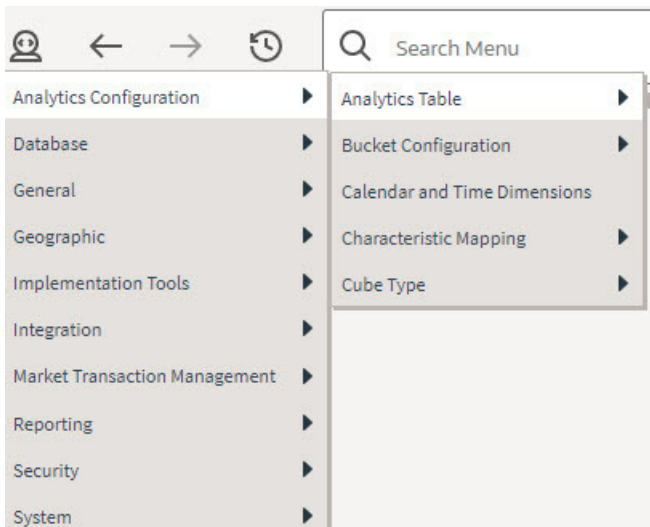 Search Menu
Analytics Configuration
Database
General
Geographic
Implementation Tools
Integration
Market Transaction Management
Reporting
Security
System
Analytics Table
Bucket Configuration
Calendar and Time Dimensions
Characteristic Mapping
Cube Type